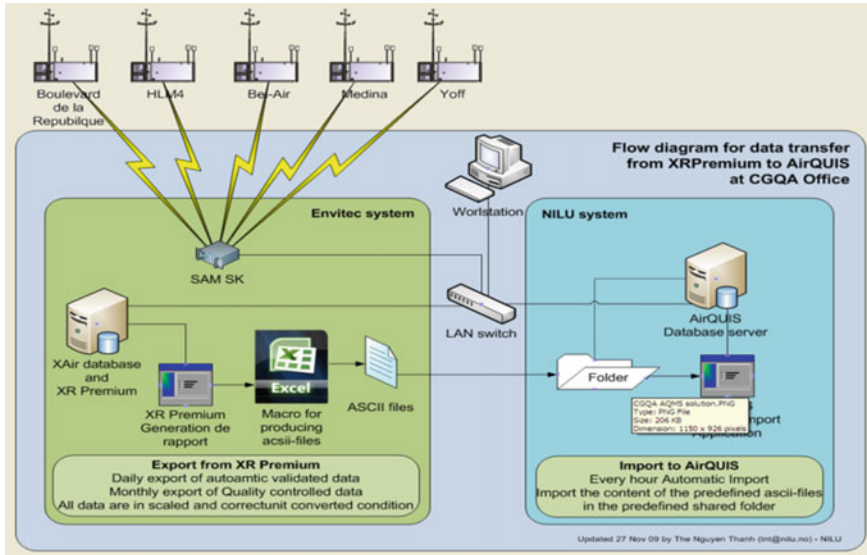 Boulevard
de la
Repubilque
HLM4
Bel-Air
Medina
Yoff
Flow diagram for data transfer
from XRPremium to AirQUIS
at CGQA Office
Worlstation
Envitec system
NILU system
SAM SK
LAN switch
AirQUIS
Database server
XAir database
and
XR Premium
XR Premium
Generation de
rapport
Excel
Macro for
producing
acsii-files
ASCII files
Folder
CGQA AQMS solution.PNG
Type: PNG File
Size: 206 KB
Dimension: 1150 x 926 pixels
Application
Export from XR Premium
Daily export of autoamtic validated data
Monthly export of Quality controlled data
All data are in scaled and correctunit converted condition
Import to AirQUIS
Every hour Automatic Import
Import the content of the predefined ascii-files
in the predefined shared folder
Updated 27 Nov 09 by The Nguyen Thanh (tnt@nilu.no) - NILU